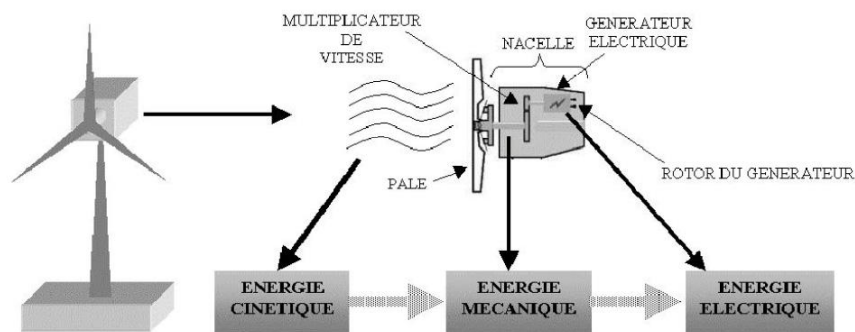 MULTIPLICATEUR
DE
VITESSE
NACELLE
GENERATEUR
ELECTRIQUE
PALE
ROTOR DU GENERATEUR
ENERGIE
CINETIQUE
ENERGIE
MECANIQUE
ENERGIE
ELECTRIQUE